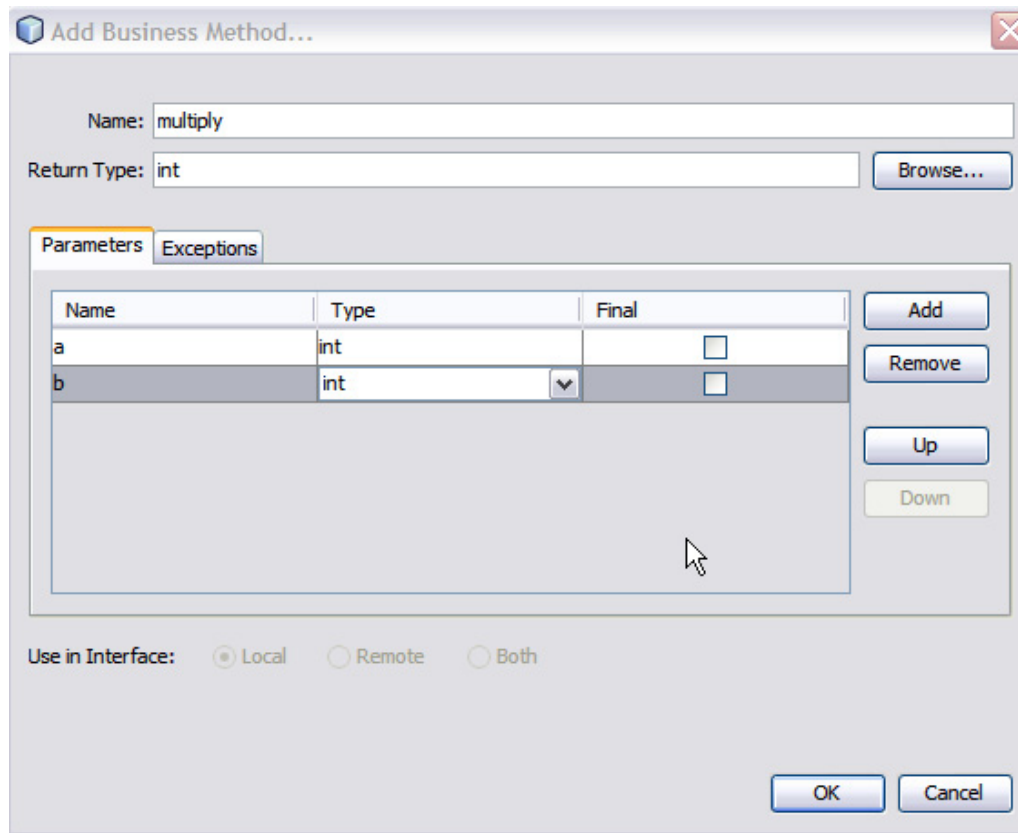 Add Business Method...
Name: multiply
Return Type: int Browse...
Parameters Exceptions
Name Type Final Add
a int
Remove
b int
Up
Down
Use in Interface: Local Remote Both
OK Cancel